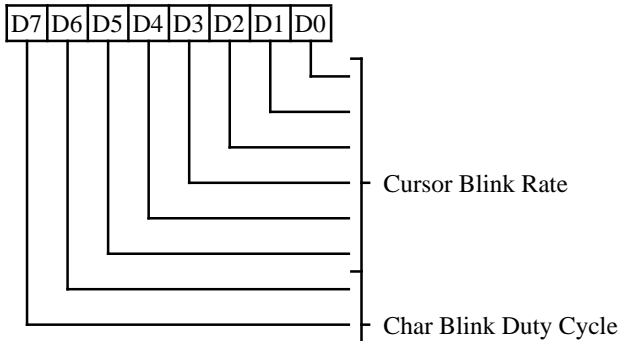 D7 D6 D5 D4 D3 D2 D1 D0
Cursor Blink Rate
Char Blink Duty Cycle